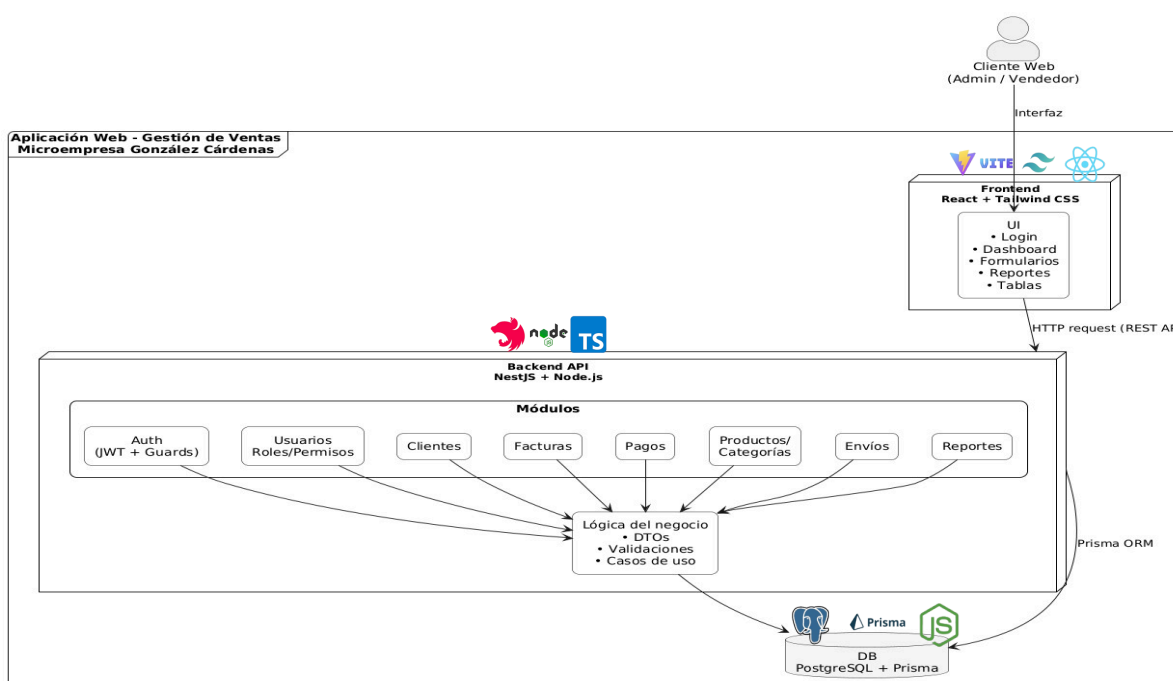 Cliente Web
(Admin / Vendedor)
Interfaz
Aplicación Web - Gestión de Ventas
Microempresa González Cárdenas
VITE
Frontend
React + Tailwind CSS
UI
• Login
• Dashboard
• Formularios
• Reportes
• Tablas
HTTP request (REST AP
node
JS
TS
Backend API
NestJS + Node.js
Módulos
Auth
(JWT + Guards)
Usuarios
Roles/Permisos
Clientes
Facturas
Pagos
Productos/
Categorías
Envíos
Reportes
Lógica del negocio
• DTOs
• Validaciones
• Casos de uso
Prisma ORM
Prisma
JS
DB
PostgreSQL + Prisma